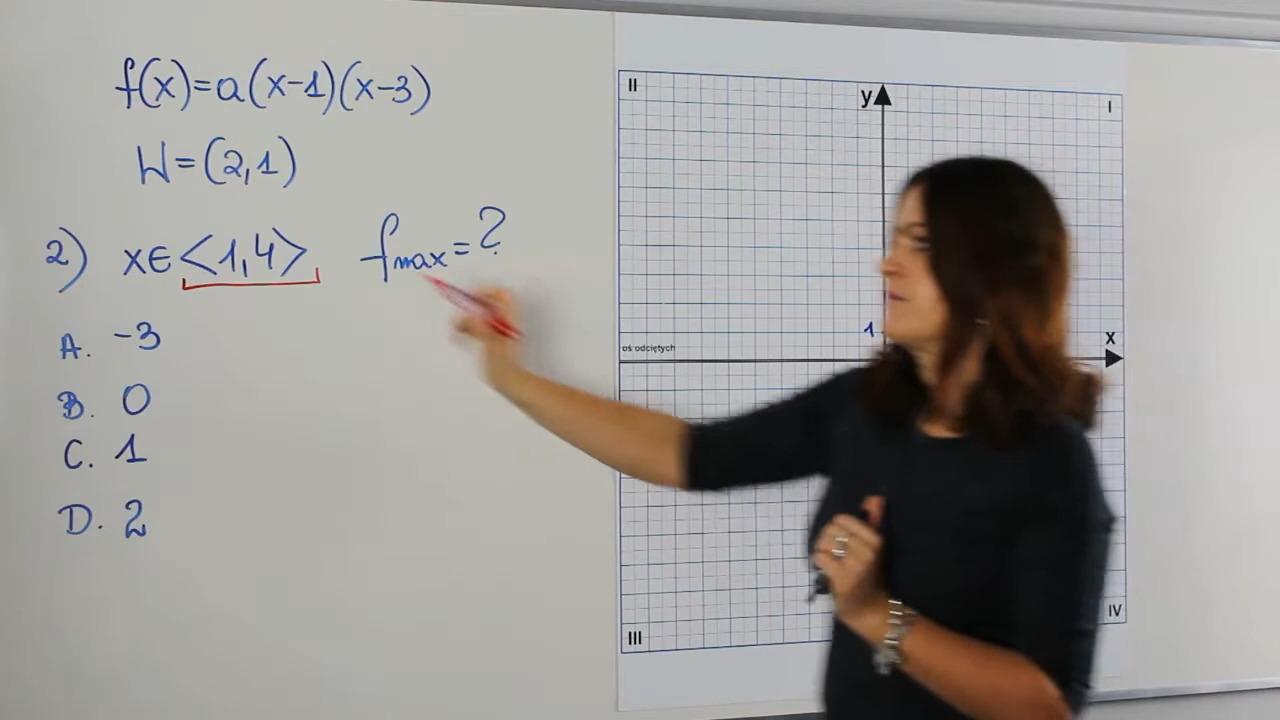 f(x)=a(x-1)(x-3)
W=(2,1)
2) x∈<1,4> fmax=?
A. -3
B. 0
C. 1
D. 2
II
y
I
1
oś odciętych
x
III
IV